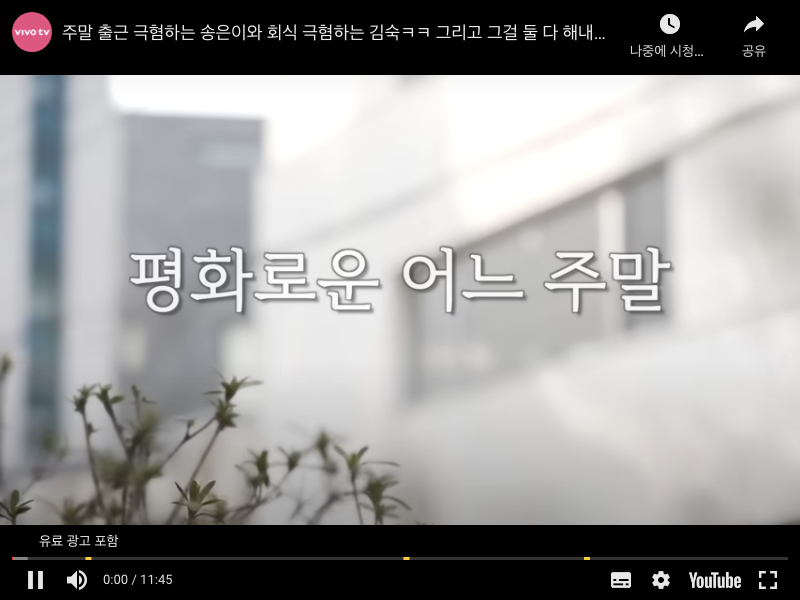 vivo tv
주말 출근 극혐하는 송은이와 회식 극혐하는 김숙ㅋㅋ 그리고 그걸 둘 다 해내...
나중에 시청...
공유
평화로운 어느 주말
유료 광고 포함
0:00 / 11:45
YouTube